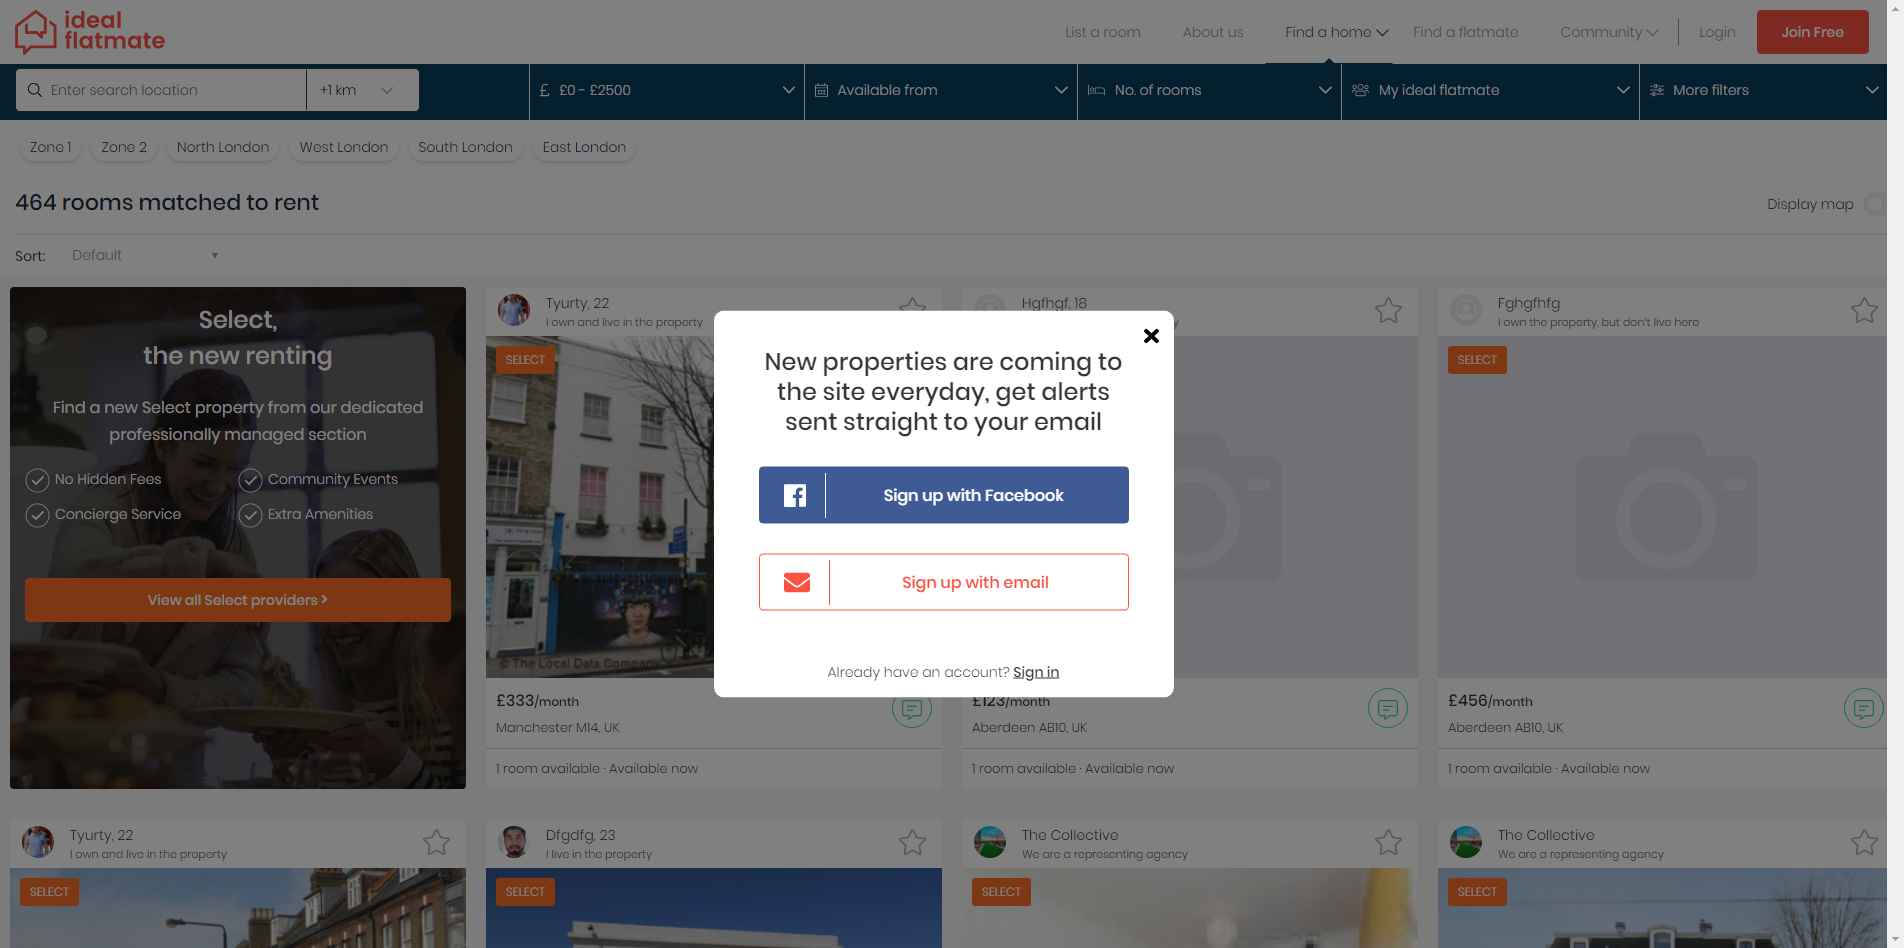 ideal
flatmate
List a room
About us
Find a home
Find a flatmate
Community
Login
Join Free
Enter search location
+1 km
£ £0 - £2500
Available from
No. of rooms
My ideal flatmate
More filters
Zone 1
Zone 2
North London
West London
South London
East London
464 rooms matched to rent
Display map
Sort: Default
Select,
the new renting
Find a new Select property from our dedicated
professionally managed section
No Hidden Fees
Community Events
Concierge Service
Extra Amenities
View all Select providers
Tyurty, 22
I own and live in the property
SELECT
© The Local Data Company
£333/month
Manchester M14, UK
1 room available · Available now
Hgfhgf, 18
£123/month
Aberdeen AB10, UK
1 room available · Available now
Fghgfhfg
I own the property, but don't live here
SELECT
£456/month
Aberdeen AB10, UK
1 room available · Available now
New properties are coming to
the site everyday, get alerts
sent straight to your email
Sign up with Facebook
Sign up with email
Already have an account? Sign in
Tyurty, 22
I own and live in the property
SELECT
Dfgdfg, 23
I live in the property
SELECT
The Collective
We are a representing agency
SELECT
The Collective
We are a representing agency
SELECT